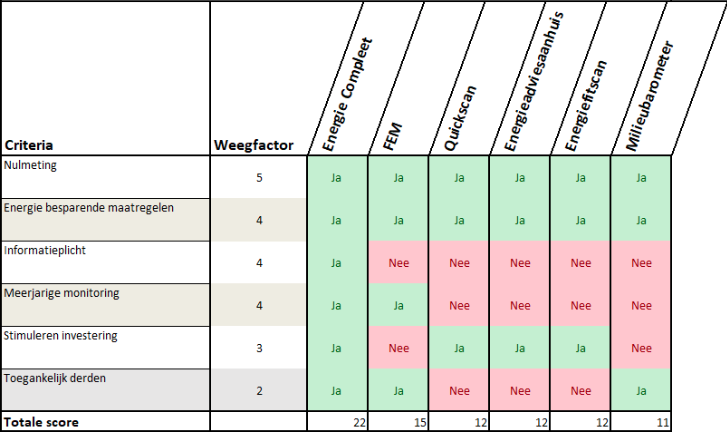 Criteria Weegfactor Energie Compleet FEM Quickscan Energieadviesaanhuis Energiefitscan Milieubarometer
Nulmeting 5 Ja Ja Ja Ja Ja Ja
Energie besparende maatregelen 4 Ja Ja Ja Ja Ja Ja
Informatieplicht 4 Ja Nee Nee Nee Nee Nee
Meerjarige monitoring 4 Ja Ja Nee Nee Nee Nee
Stimuleren investering 3 Ja Nee Ja Ja Ja Nee
Toegankelijk derden 2 Ja Ja Nee Nee Nee Ja
Totale score 22 15 12 12 12 11